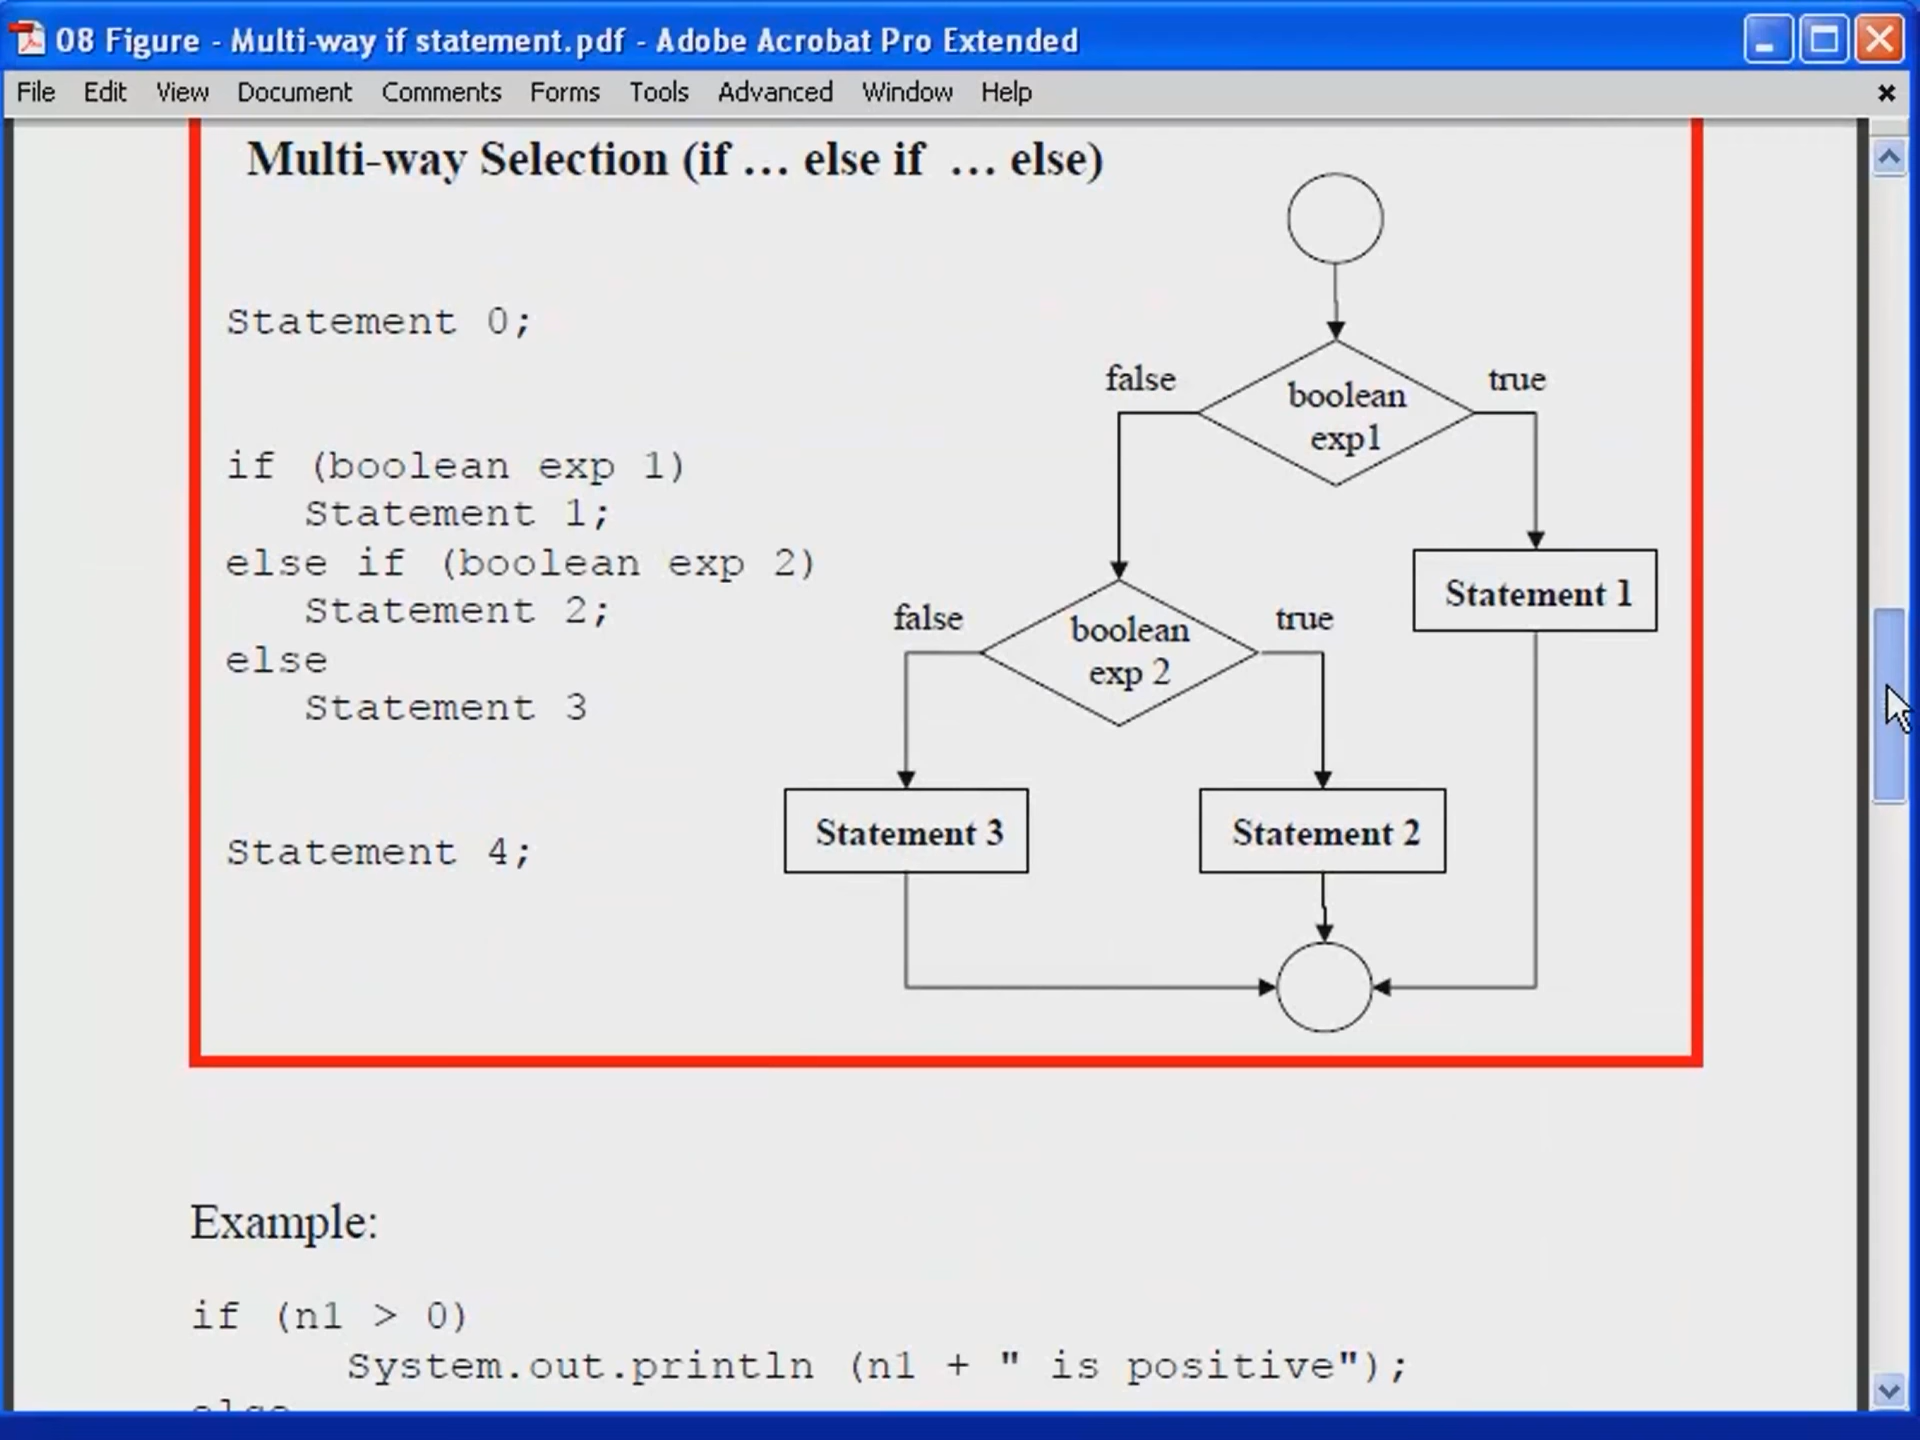 08 Figure - Multi-way if statement.pdf - Adobe Acrobat Pro Extended
File Edit View Document Comments Forms Tools Advanced Window Help
Multi-way Selection (if … else if … else)
Statement 0;
if (boolean exp 1)
Statement 1;
else if (boolean exp 2)
Statement 2;
else
Statement 3
Statement 4;
false
boolean
exp1
true
Statement 1
false
boolean
exp 2
true
Statement 3
Statement 2
Example:
if (n1 > 0)
System.out.println (n1 + " is positive");
else